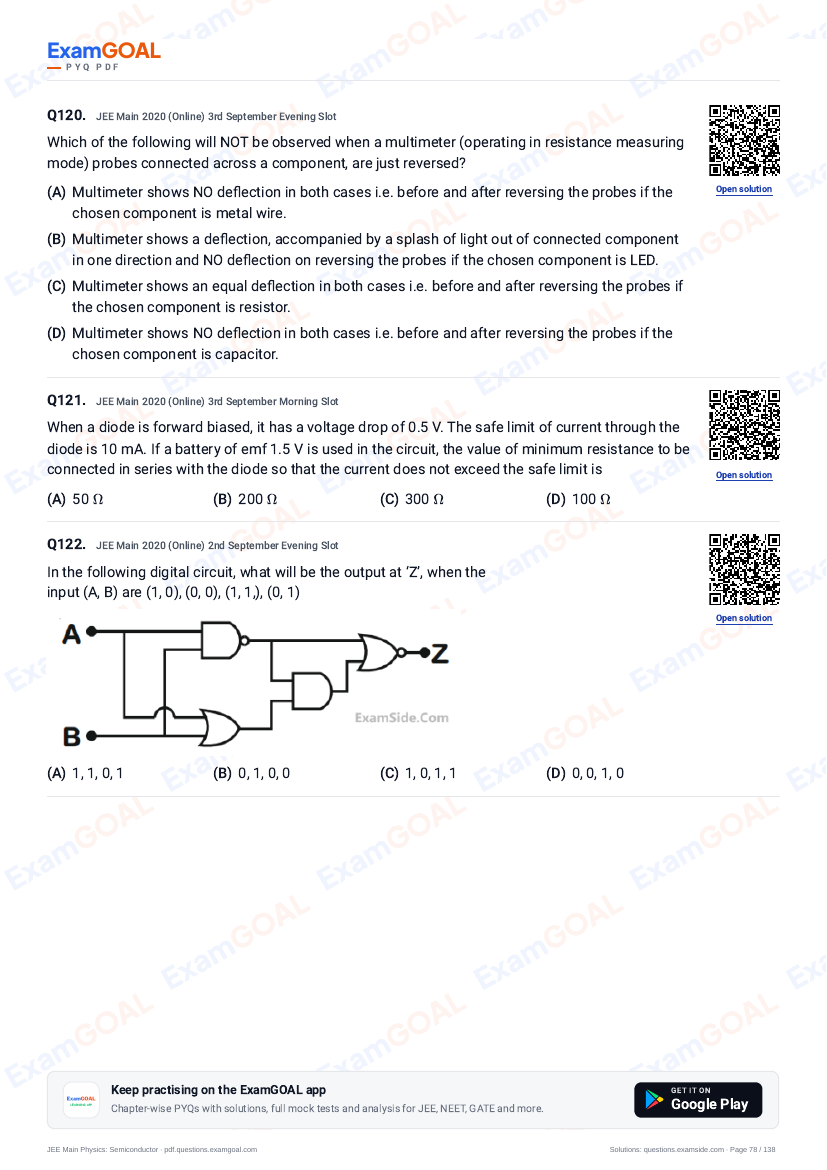 ExamGOAL
PYQ PDF
Q120. JEE Main 2020 (Online) 3rd September Evening Slot
Which of the following will NOT be observed when a multimeter (operating in resistance measuring
mode) probes connected across a component, are just reversed?
Open solution
(A) Multimeter shows NO deflection in both cases i.e. before and after reversing the probes if the
chosen component is metal wire.
(B) Multimeter shows a deflection, accompanied by a splash of light out of connected component
in one direction and NO deflection on reversing the probes if the chosen component is LED.
(C) Multimeter shows an equal deflection in both cases i.e. before and after reversing the probes if
the chosen component is resistor.
(D) Multimeter shows NO deflection in both cases i.e. before and after reversing the probes if the
chosen component is capacitor.
Q121. JEE Main 2020 (Online) 3rd September Morning Slot
When a diode is forward biased, it has a voltage drop of 0.5 V. The safe limit of current through the
diode is 10 mA. If a battery of emf 1.5 V is used in the circuit, the value of minimum resistance to be
connected in series with the diode so that the current does not exceed the safe limit is
Open solution
(A) 50 Ω (B) 200 Ω (C) 300 Ω (D) 100 Ω
Q122. JEE Main 2020 (Online) 2nd September Evening Slot
In the following digital circuit, what will be the output at ‘Z’, when the
input (A, B) are (1, 0), (0, 0), (1, 1,), (0, 1)
Open solution
A
Z
ExamSide.Com
B
(A) 1, 1, 0, 1 (B) 0, 1, 0, 0 (C) 1, 0, 1, 1 (D) 0, 0, 1, 0
ExamGOAL
Keep practising on the ExamGOAL app
Chapter-wise PYQs with solutions, full mock tests and analysis for JEE, NEET, GATE and more.
GET IT ON
Google Play
JEE Main Physics: Semiconductor · pdf.questions.examgoal.com
Solutions: questions.examside.com · Page 78 / 138